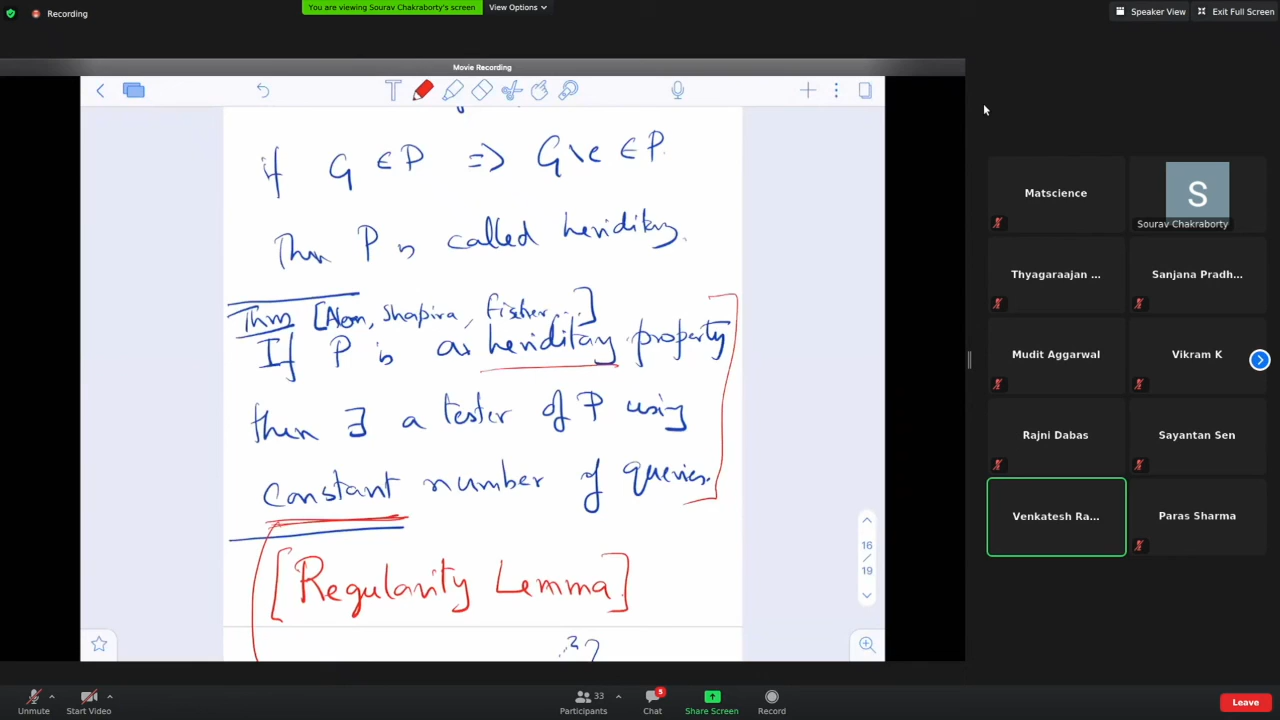 Recording
You are viewing Sourav Chakraborty's screen
View Options
Speaker View
Exit Full Screen
Movie Recording
if G ∈ P => G\e ∈ P.
Then P is called heriditay.
Thm [Alon, Shapira, Fischer...]
If P is a heriditay property
then ∃ a tester of P using
constant number of queries.
[Regularity Lemma]
16
/
19
Matscience
S
Sourav Chakraborty
Thyagaraajan ...
Sanjana Pradh...
Mudit Aggarwal
Vikram K
Rajni Dabas
Sayantan Sen
Venkatesh Ra...
Paras Sharma
Unmute
Start Video
33
Participants
5
Chat
Share Screen
Record
Leave